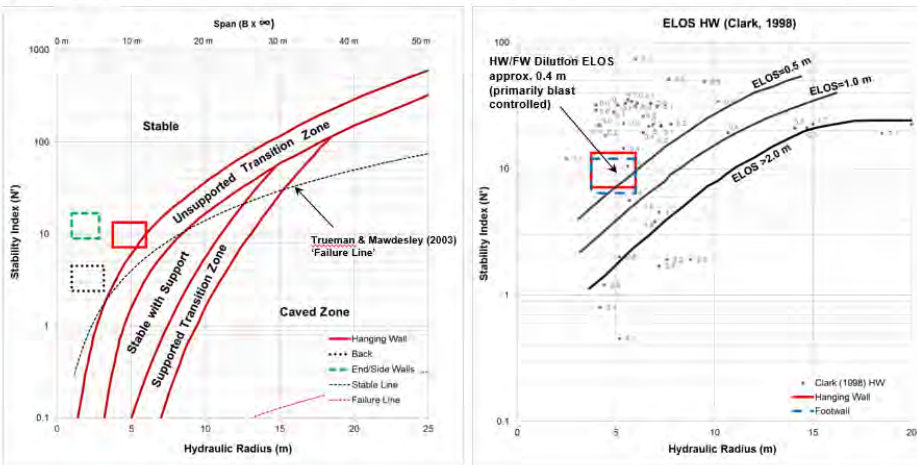 Span (B x ∞)
0 m
10 m
20 m
30 m
40 m
50 m
1000
100
10
1
0.1
Stability Index (N')
Stable
Unsupported Transition Zone
Stable with Support
Supported Transition Zone
Trueman & Mawdesley (2003)
'Failure Line'
Caved Zone
Hanging Wall
Back
End/Side Walls
Stable Line
Failure Line
0
5
10
15
20
25
Hydraulic Radius (m)
ELOS HW (Clark, 1998)
HW/FW Dilution ELOS
approx. 0.4 m
(primarily blast
controlled)
ELOS=0.5 m
ELOS=1.0 m
ELOS >2.0 m
100
10
1
0.1
Stability Index (N')
Clark (1998) HW
Hanging Wall
Footwall
0
5
10
15
20
Hydraulic Radius (m)